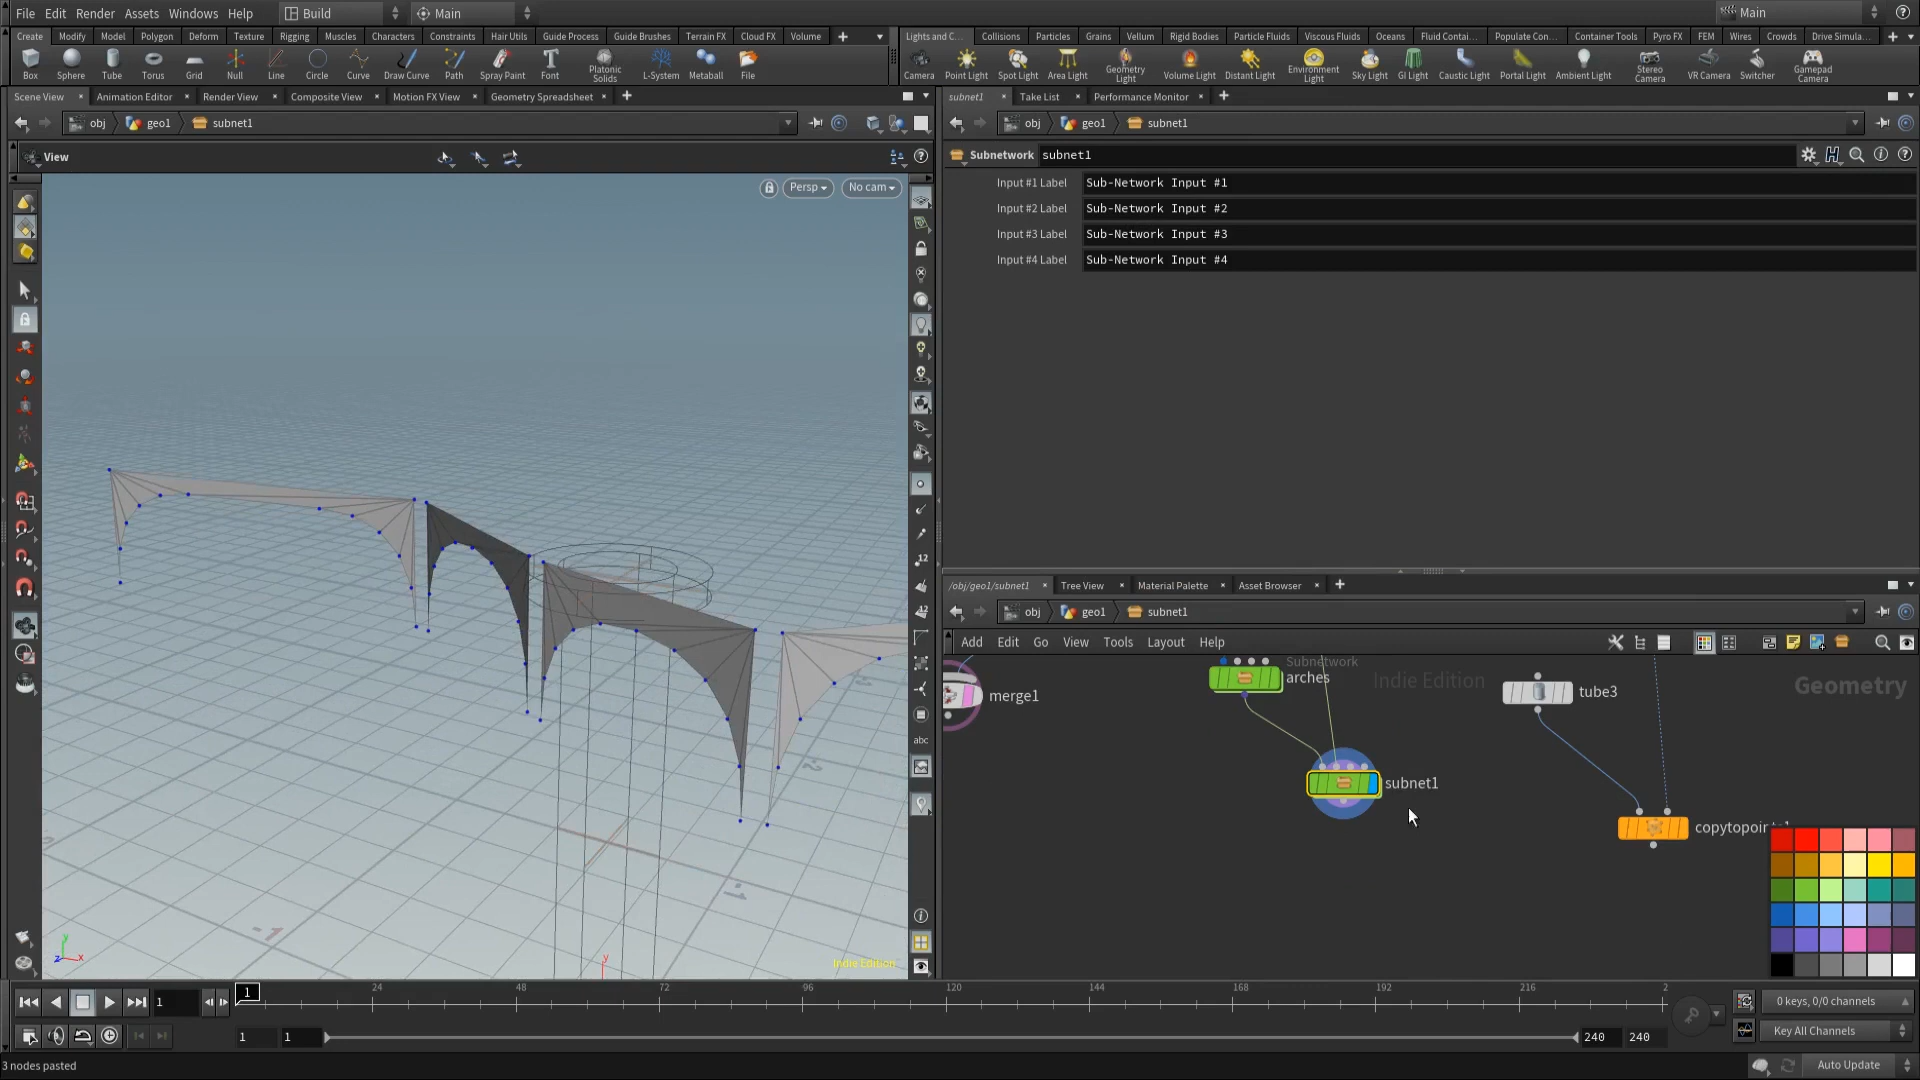 File Edit Render Assets Windows Help Build Main Main
Create Modify Model Polygon Deform Texture Rigging Muscles Characters Constraints Hair Utils Guide Process Guide Brushes Terrain FX Cloud FX Volume
Lights and C... Collisions Particles Grains Vellum Rigid Bodies Particle Fluids Viscous Fluids Oceans Fluid Contai... Populate Con... Container Tools Pyro FX FEM Wires Crowds Drive Simula...
Box Sphere Tube Torus Grid Null Line Circle Curve Draw Curve Path Spray Paint Font Platonic Solids L-System Metaball File
Camera Point Light Spot Light Area Light Geometry Light Volume Light Distant Light Environment Light Sky Light GI Light Caustic Light Portal Light Ambient Light Stereo Camera VR Camera Switcher Gamepad Camera
Scene View Animation Editor Render View Composite View Motion FX View Geometry Spreadsheet
subnet1 Take List Performance Monitor
obj geo1 subnet1
obj geo1 subnet1
View
Subnetwork subnet1
Persp No cam
Input #1 Label Sub-Network Input #1
Input #2 Label Sub-Network Input #2
Input #3 Label Sub-Network Input #3
Input #4 Label Sub-Network Input #4
/obj/geo1/subnet1 Tree View Material Palette Asset Browser
obj geo1 subnet1
Add Edit Go View Tools Layout Help
Subnetwork
arches
Indie Edition
Geometry
merge1
tube3
subnet1
12
12
abc
-1
y
x
z
y
Indie Edition
1
1 24 48 72 96 120 144 168 192 216 2
0 keys, 0/0 channels
1 1 240 240
Key All Channels
3 nodes pasted
Auto Update